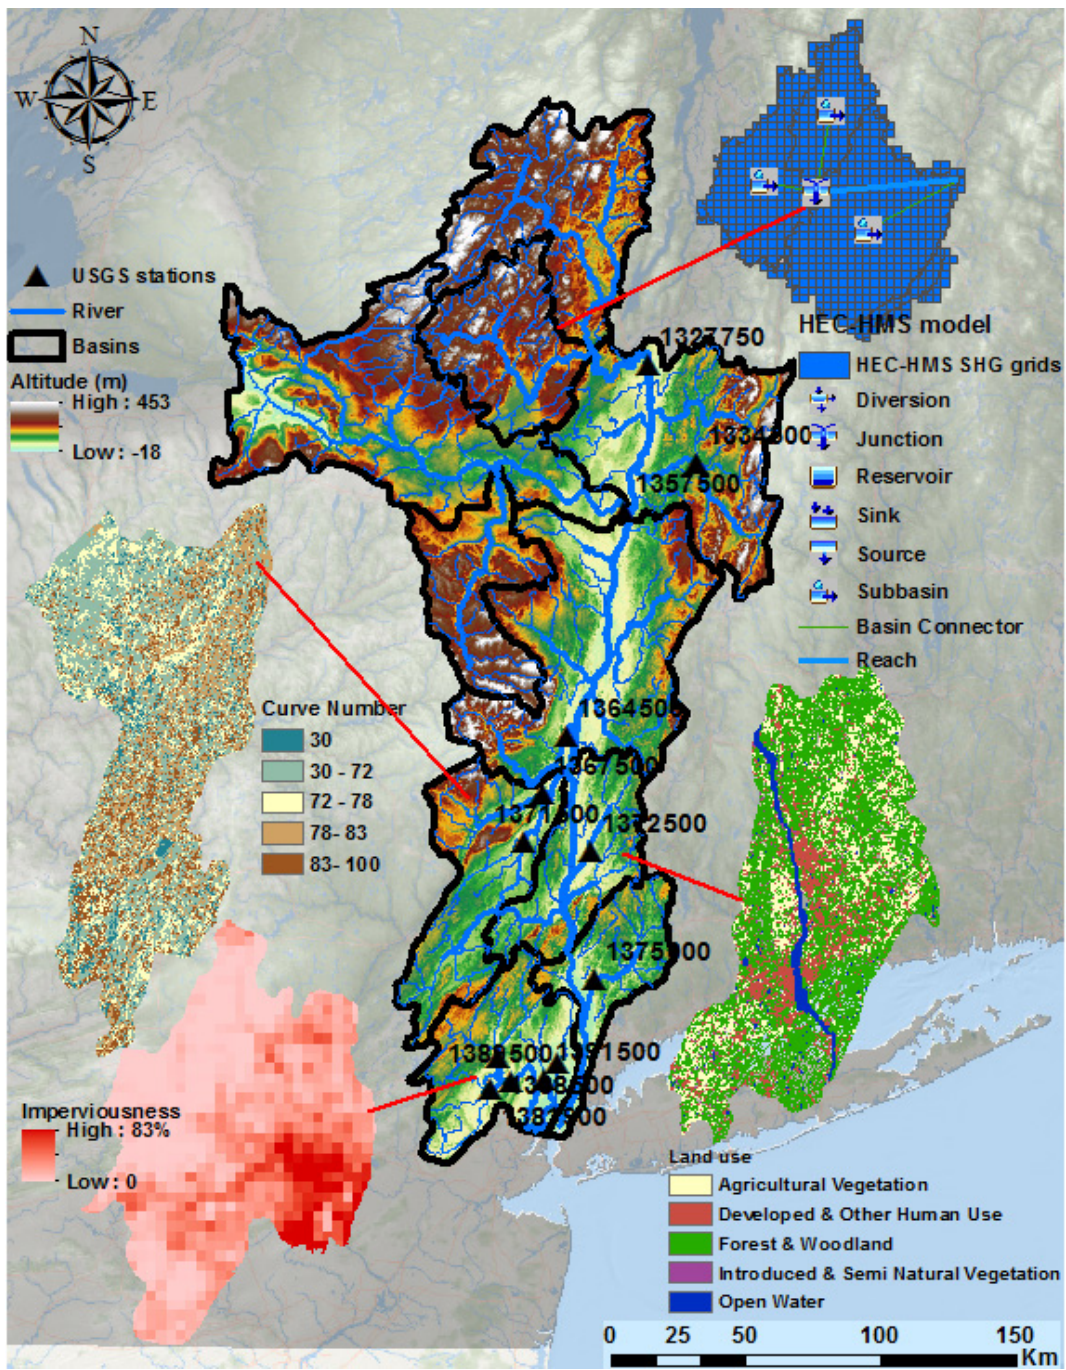 N
W
E
S
USGS stations
River
Basins
Altitude (m)
High : 453
Low : -18
1327750
HEC-HMS model
HEC-HMS SHG grids
Diversion
Junction
Reservoir
Sink
Source
Subbasin
Basin Connector
Reach
1357500
1367500
1372500
Curve Number
30
30 - 72
72 - 78
78- 83
83- 100
Imperviousness
High : 83%
Low : 0
Land use
Agricultural Vegetation
Developed & Other Human Use
Forest & Woodland
Introduced & Semi Natural Vegetation
Open Water
0 25 50 100 150
Km